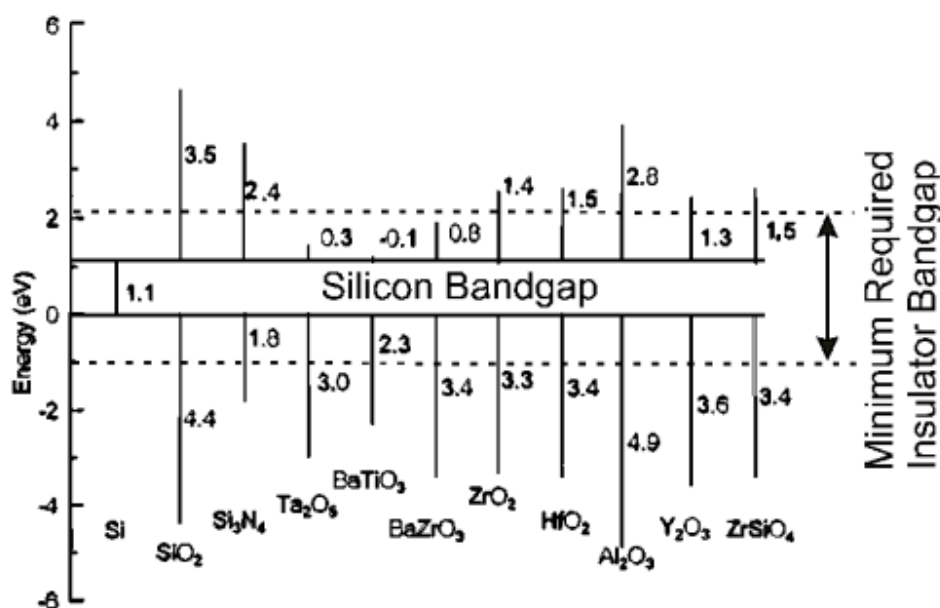 6
4
2
0
-2
-4
-6
Energy (eV)
3.5
2.4
0.3
-0.1
0.8
1.4
1.5
2.8
1.3
1,5
1.1
Silicon Bandgap
4.4
1.8
3.0
2.3
3.4
3.3
3.4
4.9
3.6
3.4
Si
SiO₂
Si₃N₄
Ta₂O₅
BaTiO₃
BaZrO₃
ZrO₂
HfO₂
Al₂O₃
Y₂O₃
ZrSiO₄
Minimum Required
Insulator Bandgap